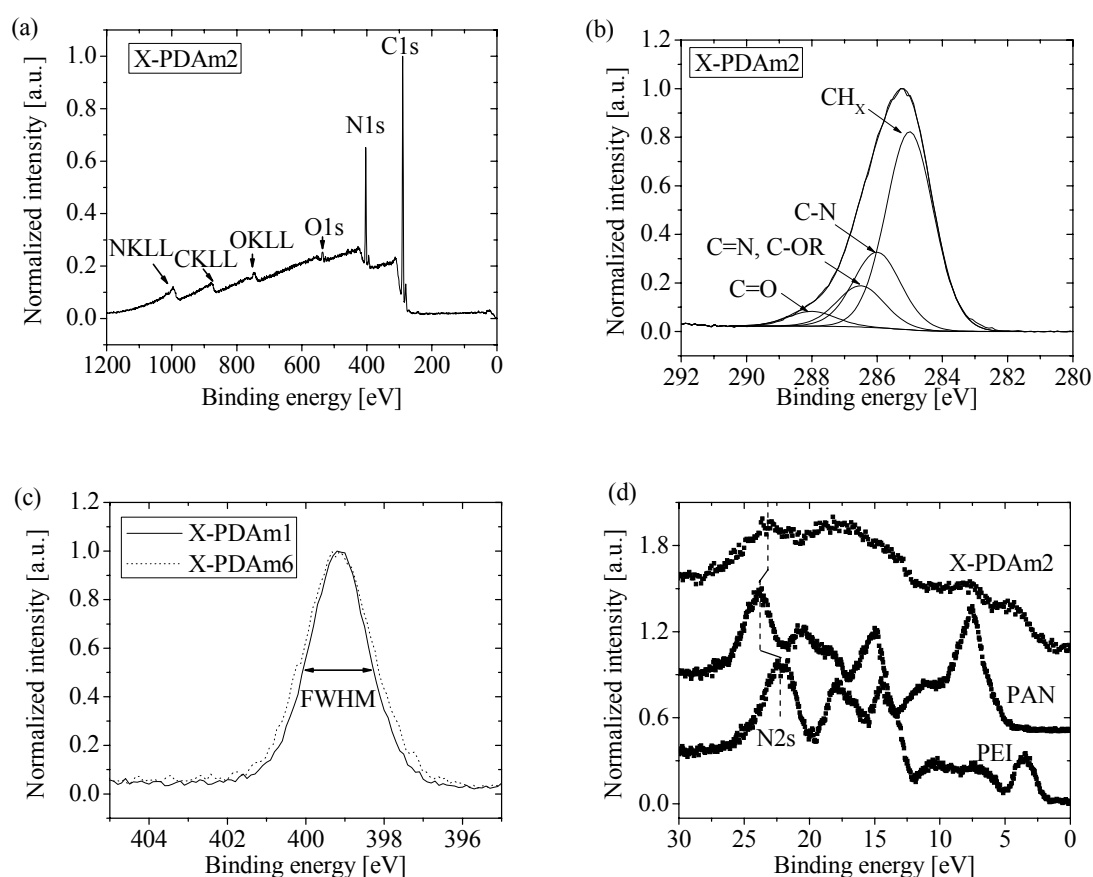 (a)
X-PDAm2
C1s
N1s
O1s
OKLL
CKLL
NKLL
1.0
0.8
0.6
0.4
0.2
0.0
1200 1000 800 600 400 200 0
Normalized intensity [a.u.]
Binding energy [eV]
(b)
X-PDAm2
CHX
C-N
C=N, C-OR
C=O
1.2
1.0
0.8
0.6
0.4
0.2
0.0
292 290 288 286 284 282 280
Normalized intensity [a.u.]
Binding energy [eV]
(c)
X-PDAm1
X-PDAm6
FWHM
1.2
1.0
0.8
0.6
0.4
0.2
0.0
404 402 400 398 396
Normalized intensity [a.u.]
Binding energy [eV]
(d)
X-PDAm2
PAN
PEI
N2s
1.8
1.2
0.6
0.0
30 25 20 15 10 5 0
Normalized intensity [a.u.]
Binding energy [eV]